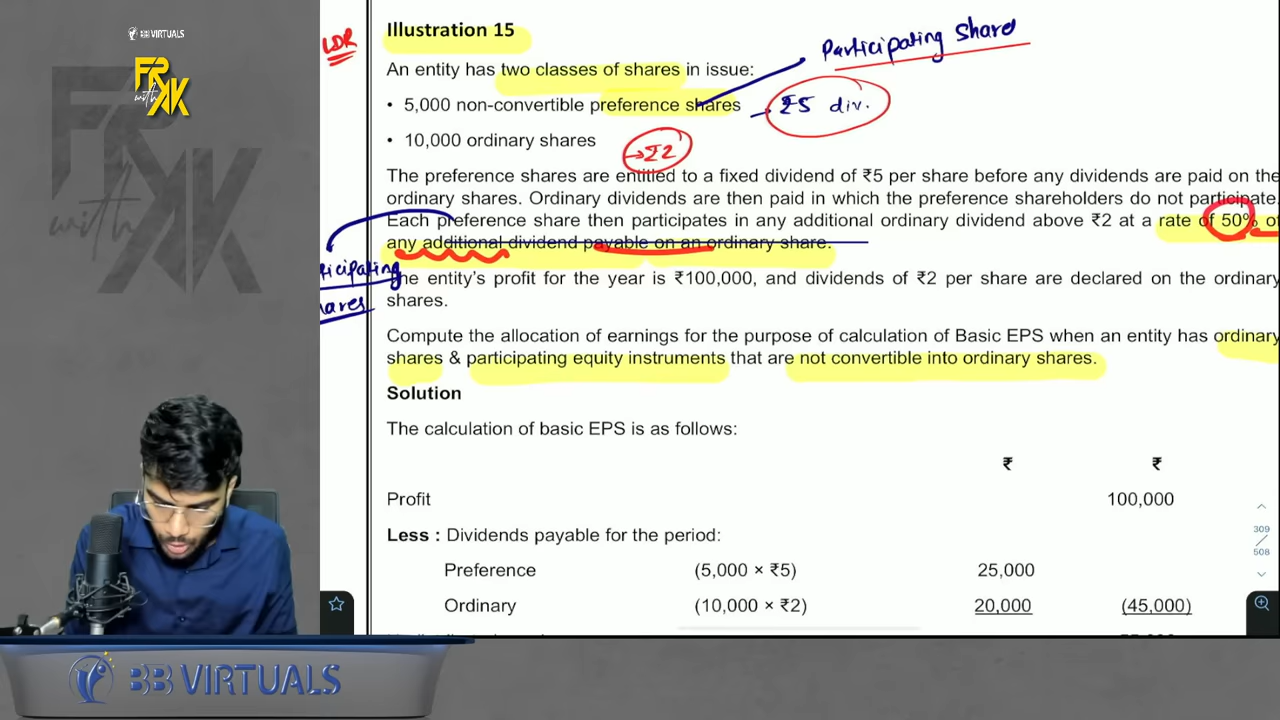 BB VIRTUALS
FR
with
AK
FR
with
AK
LDR
Illustration 15
Participating Share
An entity has two classes of shares in issue:
• 5,000 non-convertible preference shares
→ ₹5 div.
• 10,000 ordinary shares
→₹2
The preference shares are entitled to a fixed dividend of ₹5 per share before any dividends are paid on the
ordinary shares. Ordinary dividends are then paid in which the preference shareholders do not participate.
Each preference share then participates in any additional ordinary dividend above ₹2 at a rate of 50% o
any additional dividend payable on an ordinary share.
ticipating
hares
The entity's profit for the year is ₹100,000, and dividends of ₹2 per share are declared on the ordinary
shares.
Compute the allocation of earnings for the purpose of calculation of Basic EPS when an entity has ordinary
shares & participating equity instruments that are not convertible into ordinary shares.
Solution
The calculation of basic EPS is as follows:
₹ ₹
Profit 100,000
Less : Dividends payable for the period:
Preference (5,000 × ₹5) 25,000
Ordinary (10,000 × ₹2) 20,000 (45,000)
309
508
BB VIRTUALS